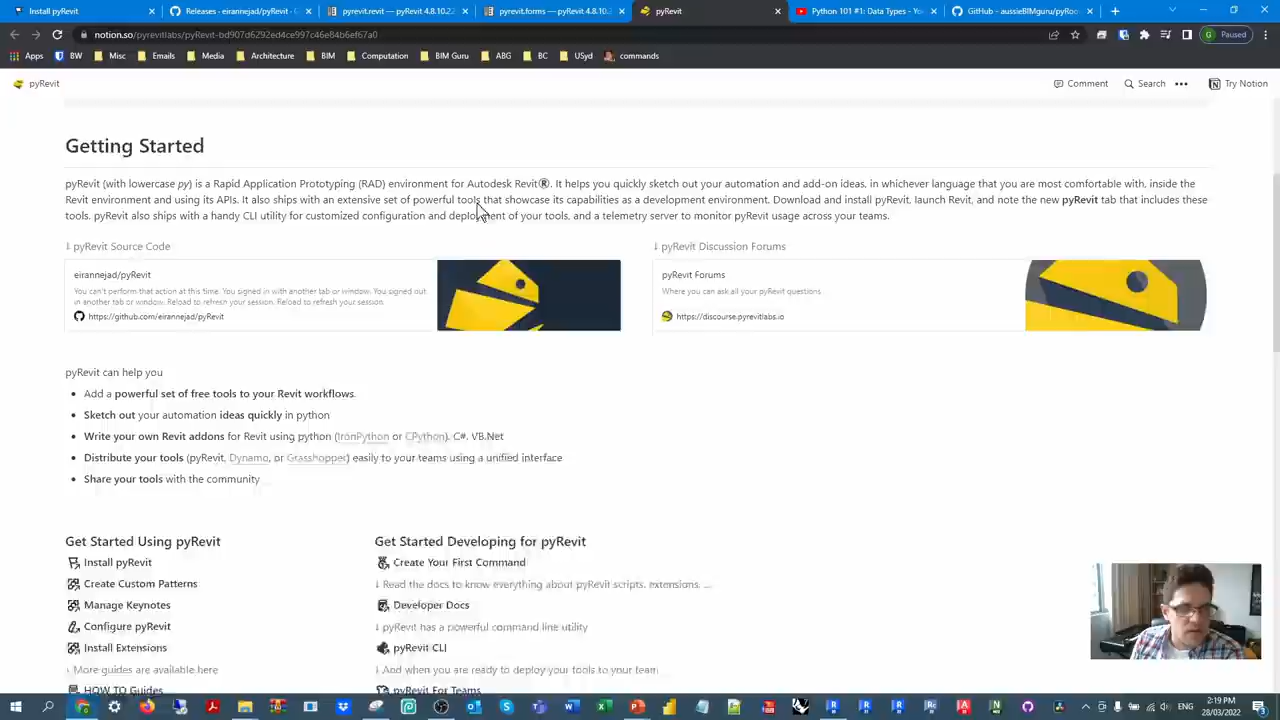 Install pyRevit
Releases · eirannejad/pyRevit ·
pyrevit.revit — pyRevit 4.8.10.22
pyrevit.forms — pyRevit 4.8.10.
pyRevit
Python 101 #1: Data Types - You
GitHub - aussieBIMguru/pyRo
notion.so/pyrevitlabs/pyRevit-bd907d6292ed4ce997c46e84b6ef67a0
Paused
Apps
BW
Misc
Emails
Media
Architecture
BIM
Computation
BIM Guru
ABG
BC
USyd
commands
pyRevit
Comment
Search
Try Notion
Getting Started
pyRevit (with lowercase py) is a Rapid Application Prototyping (RAD) environment for Autodesk Revit®. It helps you quickly sketch out your automation and add-on ideas, in whichever language that you are most comfortable with, inside the
Revit environment and using its APIs. It also ships with an extensive set of powerful tools that showcase its capabilities as a development environment. Download and install pyRevit, launch Revit, and note the new pyRevit tab that includes these
tools. pyRevit also ships with a handy CLI utility for customized configuration and deployment of your tools, and a telemetry server to monitor pyRevit usage across your teams.
↓ pyRevit Source Code
↓ pyRevit Discussion Forums
eirannejad/pyRevit
You can't perform that action at this time. You signed in with another tab or window. You signed out
in another tab or window. Reload to refresh your session. Reload to refresh your session.
https://github.com/eirannejad/pyRevit
pyRevit Forums
Where you can ask all your pyRevit questions
https://discourse.pyrevitlabs.io
pyRevit can help you
• Add a powerful set of free tools to your Revit workflows.
• Sketch out your automation ideas quickly in python
• Write your own Revit addons for Revit using python (IronPython or CPython), C#, VB.Net
• Distribute your tools (pyRevit, Dynamo, or Grasshopper) easily to your teams using a unified interface
• Share your tools with the community
Get Started Using pyRevit
Install pyRevit
Create Custom Patterns
Manage Keynotes
Configure pyRevit
Install Extensions
↓ More guides are available here
HOW TO Guides
Get Started Developing for pyRevit
Create Your First Command
↓ Read the docs to know everything about pyRevit scripts, extensions, ...
Developer Docs
↓ pyRevit has a powerful command line utility
pyRevit CLI
↓ And when you are ready to deploy your tools to your team
pyRevit For Teams
ENG
2:19 PM
28/03/2022